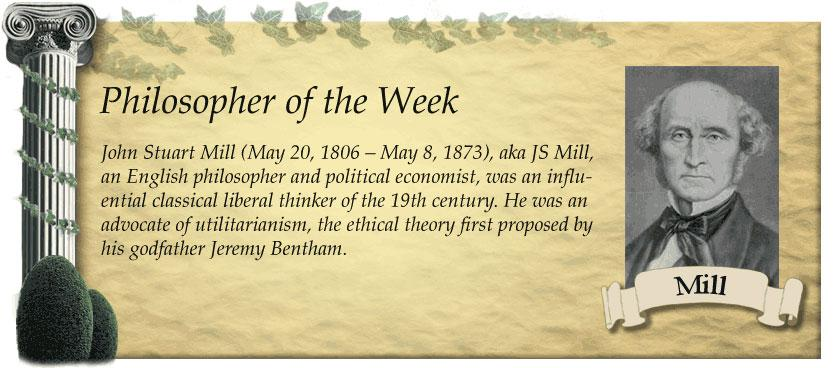 Philosopher of the Week
John Stuart Mill (May 20, 1806 – May 8, 1873), aka JS Mill,
an English philosopher and political economist, was an influ-
ential classical liberal thinker of the 19th century. He was an
advocate of utilitarianism, the ethical theory first proposed by
his godfather Jeremy Bentham.
Mill